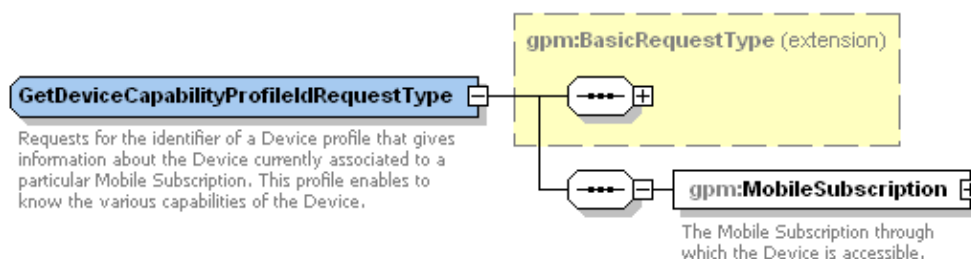 gpm:BasicRequestType (extension)
GetDeviceCapabilityProfileIdRequestType
Requests for the identifier of a Device profile that gives
information about the Device currently associated to a
particular Mobile Subscription. This profile enables to
know the various capabilities of the Device.
gpm:MobileSubscription
The Mobile Subscription through
which the Device is accessible.